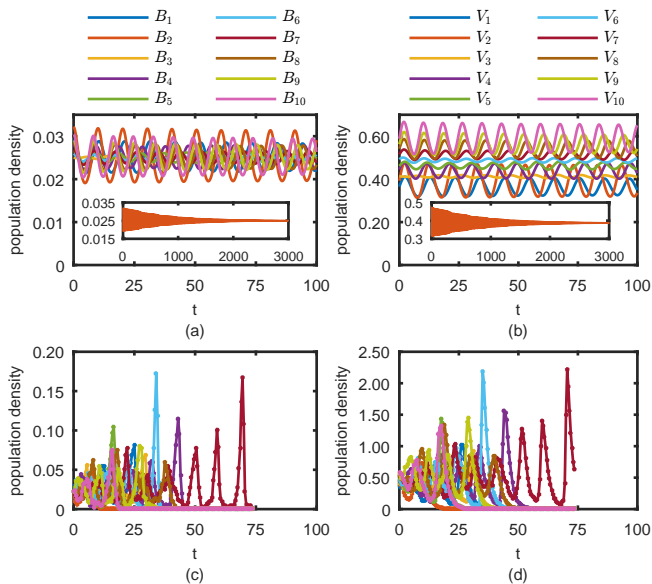 B1 B6 V1 V6
B2 B7 V2 V7
B3 B8 V3 V8
B4 B9 V4 V9
B5 B10 V5 V10
population density
0.03
0.02
0.01
0
0.035
0.025
0.015
0 1000 2000 3000
0 25 50 75 100
t
(a)
population density
0.60
0.40
0.20
0
0.5
0.4
0.3
0 1000 2000 3000
0 25 50 75 100
t
(b)
population density
0.20
0.15
0.10
0.05
0
0 25 50 75 100
t
(c)
population density
2.50
2.00
1.50
1.00
0.50
0
0 25 50 75 100
t
(d)